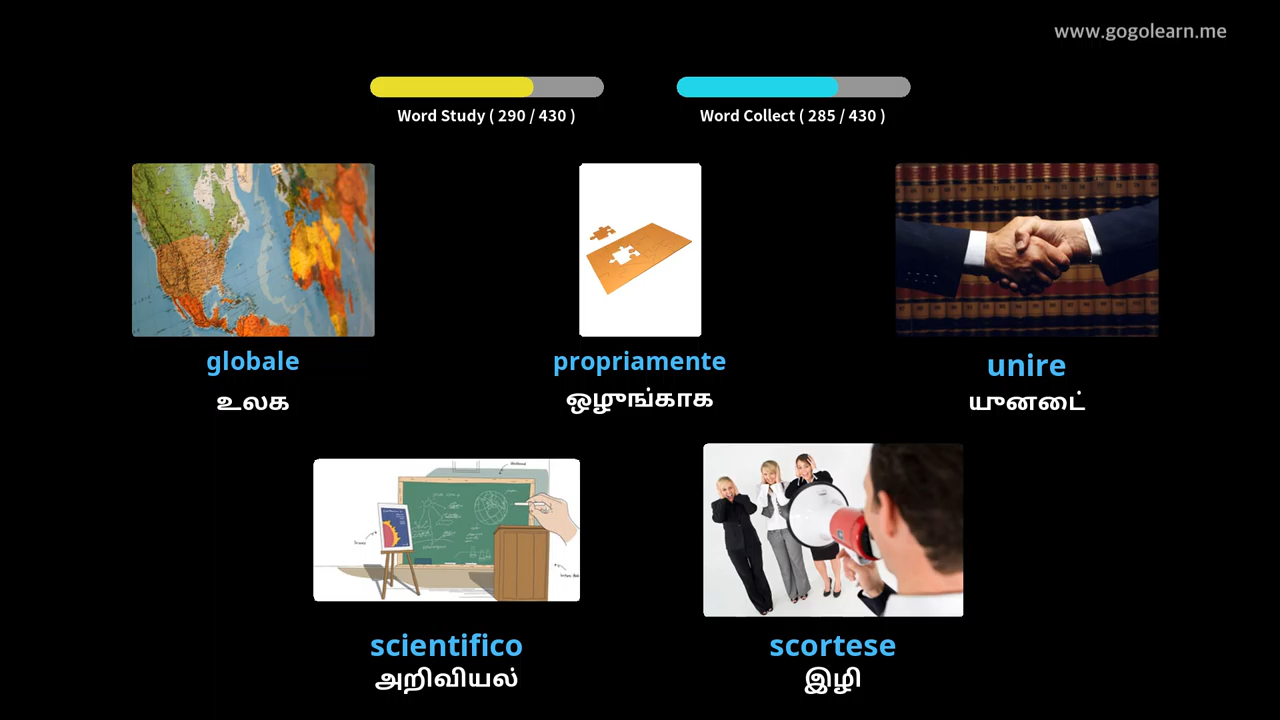 www.gogolearn.me
Word Study ( 290 / 430 )
Word Collect ( 285 / 430 )
globale
உலக
propriamente
ஒழுங்காக
unire
யுனடைட்
scientifico
அறிவியல்
scortese
இழி